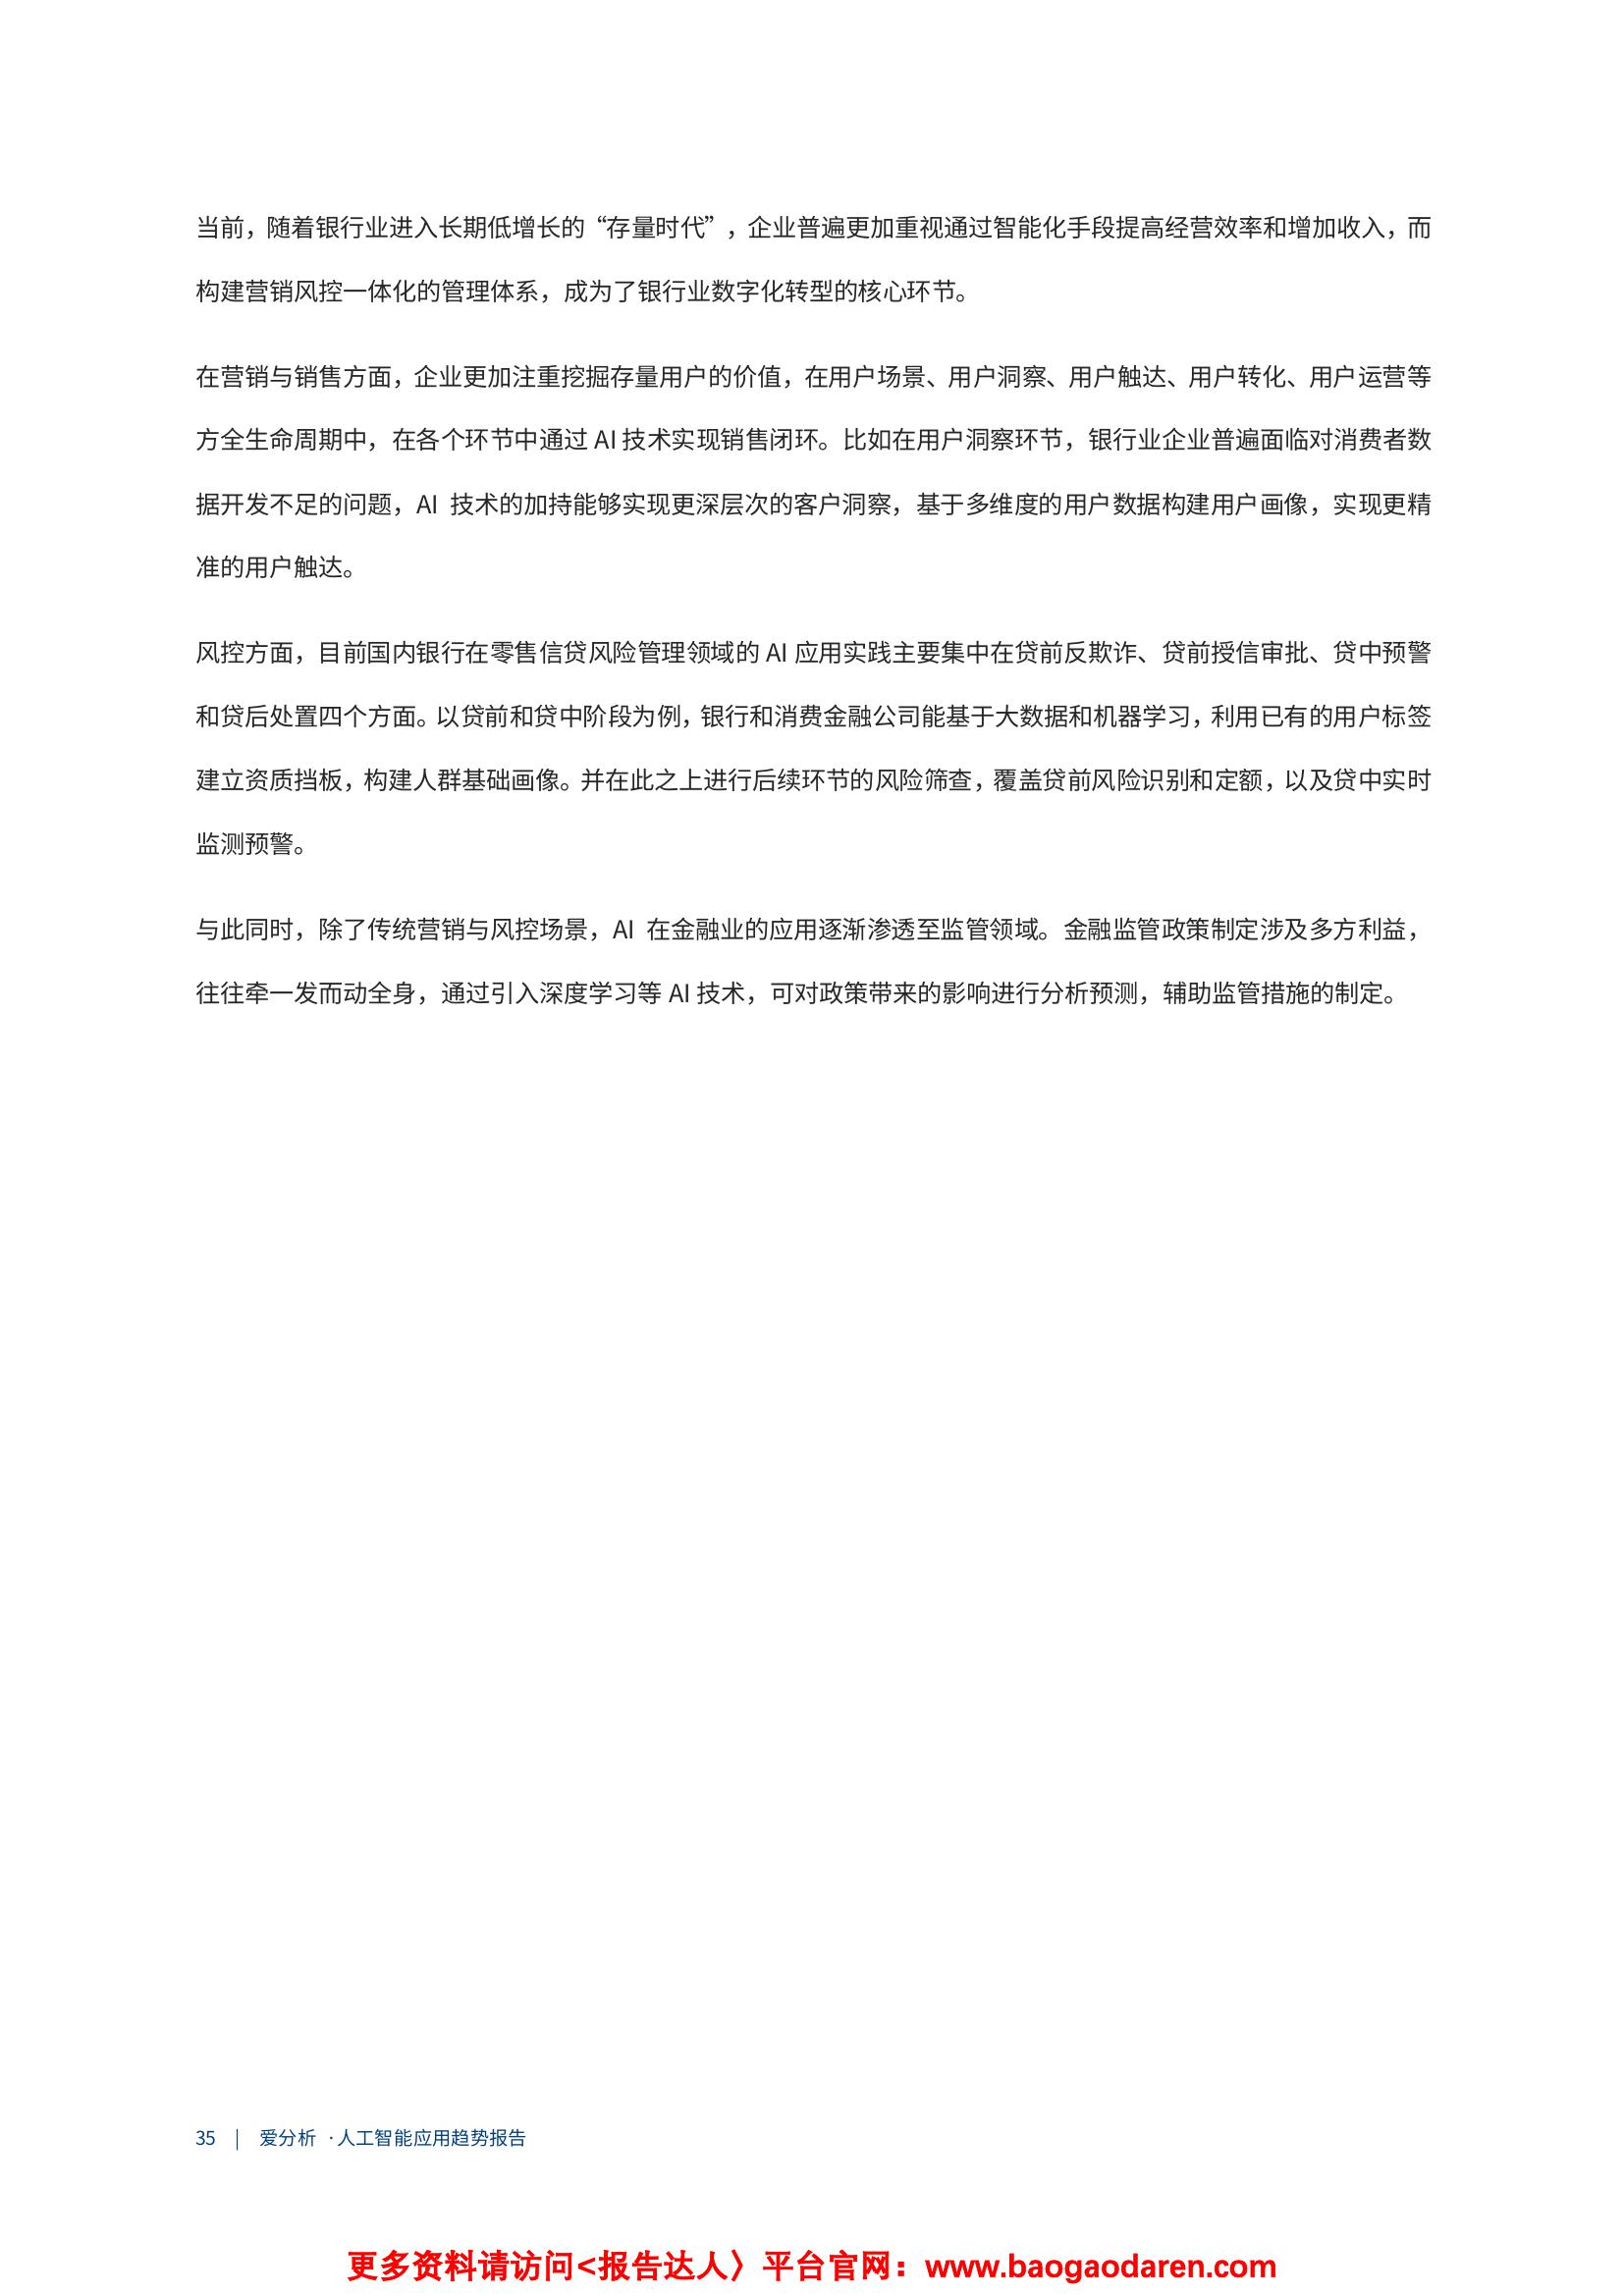 当前，随着银行业进入长期低增长的“存量时代”，企业普遍更加重视通过智能化手段提高经营效率和增加收入，而
构建营销风控一体化的管理体系，成为了银行业数字化转型的核心环节。
在营销与销售方面，企业更加注重挖掘存量用户的价值，在用户场景、用户洞察、用户触达、用户转化、用户运营等
方全生命周期中，在各个环节中通过 AI 技术实现销售闭环。比如在用户洞察环节，银行业企业普遍面临对消费者数
据开发不足的问题，AI 技术的加持能够实现更深层次的客户洞察，基于多维度的用户数据构建用户画像，实现更精
准的用户触达。
风控方面，目前国内银行在零售信贷风险管理领域的 AI 应用实践主要集中在贷前反欺诈、贷前授信审批、贷中预警
和贷后处置四个方面。以贷前和贷中阶段为例，银行和消费金融公司能基于大数据和机器学习，利用已有的用户标签
建立资质挡板，构建人群基础画像。并在此之上进行后续环节的风险筛查，覆盖贷前风险识别和定额，以及贷中实时
监测预警。
与此同时，除了传统营销与风控场景，AI 在金融业的应用逐渐渗透至监管领域。金融监管政策制定涉及多方利益，
往往牵一发而动全身，通过引入深度学习等 AI 技术，可对政策带来的影响进行分析预测，辅助监管措施的制定。
35 | 爱分析 ·人工智能应用趋势报告
更多资料请访问<报告达人〉平台官网：www.baogaodaren.com